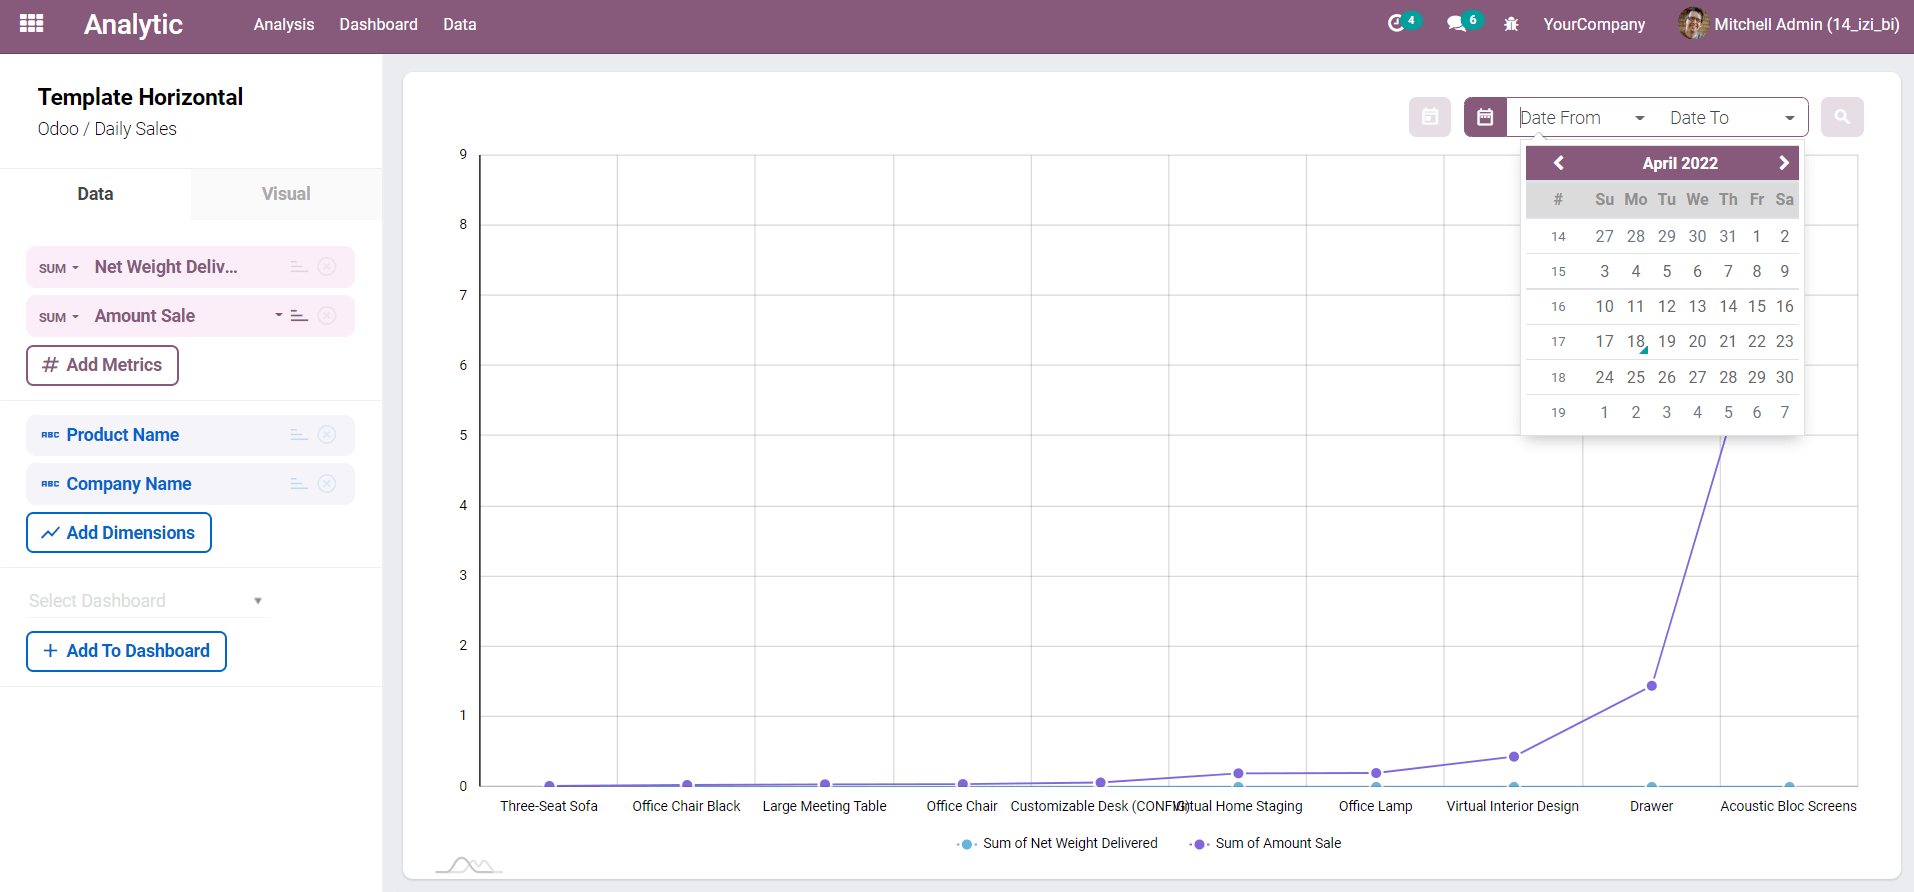 Analytic
Analysis Dashboard Data
4 6 YourCompany Mitchell Admin (14_izi_bi)
Template Horizontal
Odoo / Daily Sales
Data Visual
SUM Net Weight Deliv...
SUM Amount Sale
# Add Metrics
ABC Product Name
ABC Company Name
Add Dimensions
Select Dashboard
+ Add To Dashboard
Date From Date To
April 2022
# Su Mo Tu We Th Fr Sa
14 27 28 29 30 31 1 2
15 3 4 5 6 7 8 9
16 10 11 12 13 14 15 16
17 17 18 19 20 21 22 23
18 24 25 26 27 28 29 30
19 1 2 3 4 5 6 7
9
8
7
6
5
4
3
2
1
0
Three-Seat Sofa Office Chair Black Large Meeting Table Office Chair Customizable Desk (CONFIG) Virtual Home Staging Office Lamp Virtual Interior Design Drawer Acoustic Bloc Screens
Sum of Net Weight Delivered Sum of Amount Sale